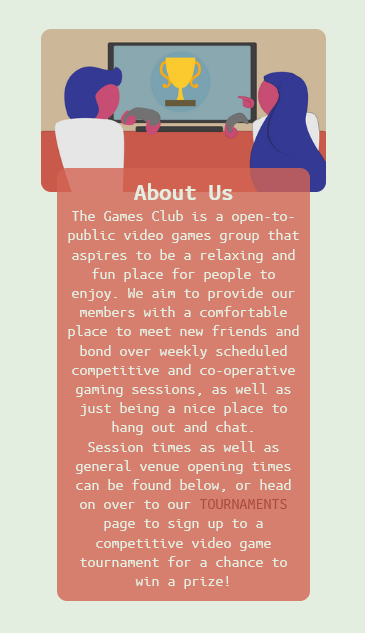 About Us
The Games Club is a open-to-
public video games group that
aspires to be a relaxing and
fun place for people to
enjoy. We aim to provide our
members with a comfortable
place to meet new friends and
bond over weekly scheduled
competitive and co-operative
gaming sessions, as well as
just being a nice place to
hang out and chat.
Session times as well as
general venue opening times
can be found below, or head
on over to our TOURNAMENTS
page to sign up to a
competitive video game
tournament for a chance to
win a prize!